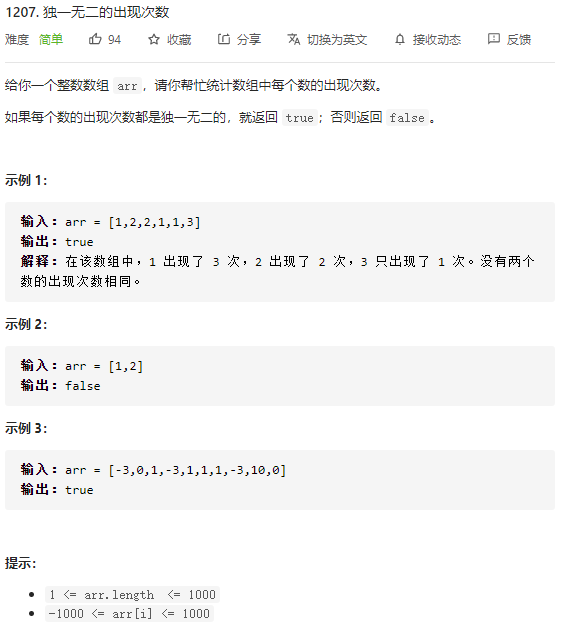 1207. 独一无二的出现次数
难度 简单 94 收藏 分享 切换为英文 接收动态 反馈
给你一个整数数组 arr，请你帮忙统计数组中每个数的出现次数。
如果每个数的出现次数都是独一无二的，就返回 true；否则返回 false。
示例 1：
输入：arr = [1,2,2,1,1,3]
输出：true
解释：在该数组中，1 出现了 3 次，2 出现了 2 次，3 只出现了 1 次。没有两个
数的出现次数相同。
示例 2：
输入：arr = [1,2]
输出：false
示例 3：
输入：arr = [-3,0,1,-3,1,1,1,-3,10,0]
输出：true
提示：
1 <= arr.length <= 1000
-1000 <= arr[i] <= 1000